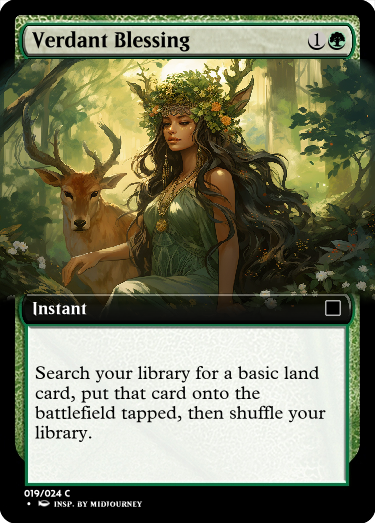 Verdant Blessing 1
Instant
Search your library for a basic land
card, put that card onto the
battlefield tapped, then shuffle your
library.
019/024 C
• INSP. BY MIDJOURNEY